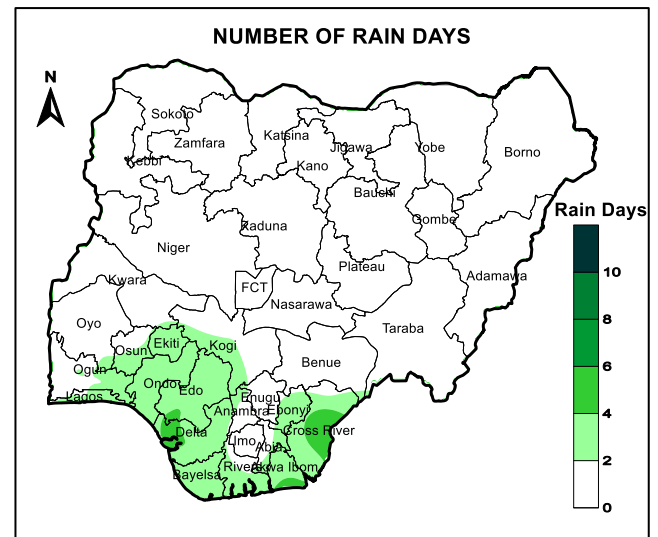 NUMBER OF RAIN DAYS
N
Sokoto
Zamfara
Katsina
Jigawa
Yobe
Borno
Kebbi
Kano
Bauchi
Gombe
Kaduna
Niger
Plateau
Adamawa
Kwara
FCT
Nasarawa
Taraba
Oyo
Osun
Ekiti
Kogi
Benue
Ogun
Ondo
Edo
Lagos
Enugu
Anambra
Ebonyi
Delta
Imo
Abia
Cross River
Bayelsa
Rivers
Akwa Ibom
Rain Days
10
8
6
4
2
0